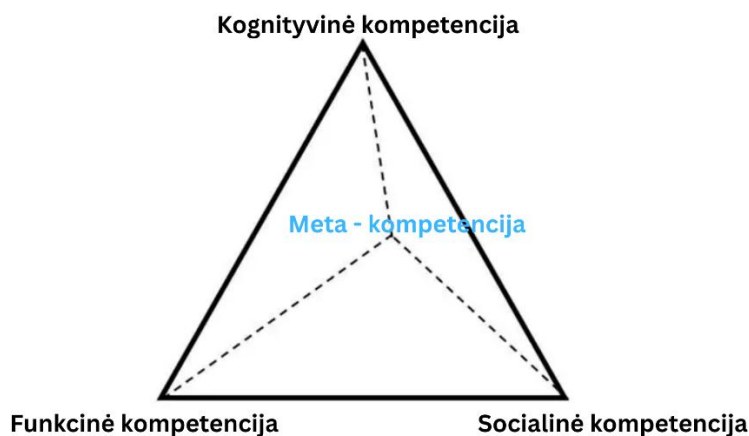 Kognityvinė kompetencija
Meta - kompetencija
Funkcinė kompetencija
Socialinė kompetencija